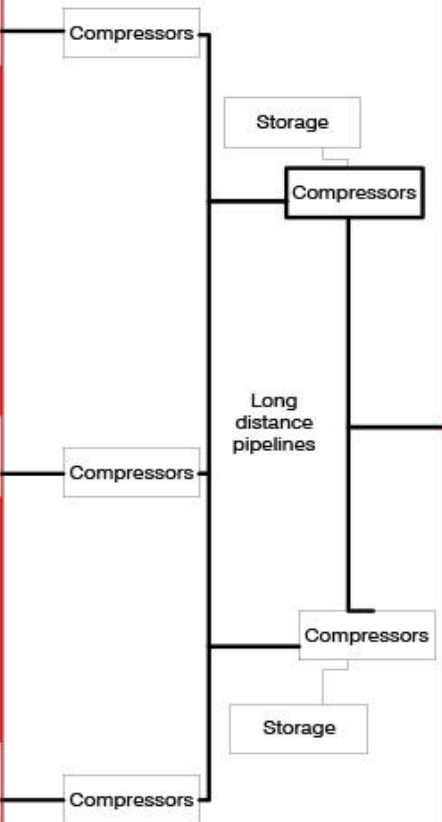 Compressors
Storage
Compressors
Long
distance
pipelines
Compressors
Compressors
Storage
Compressors